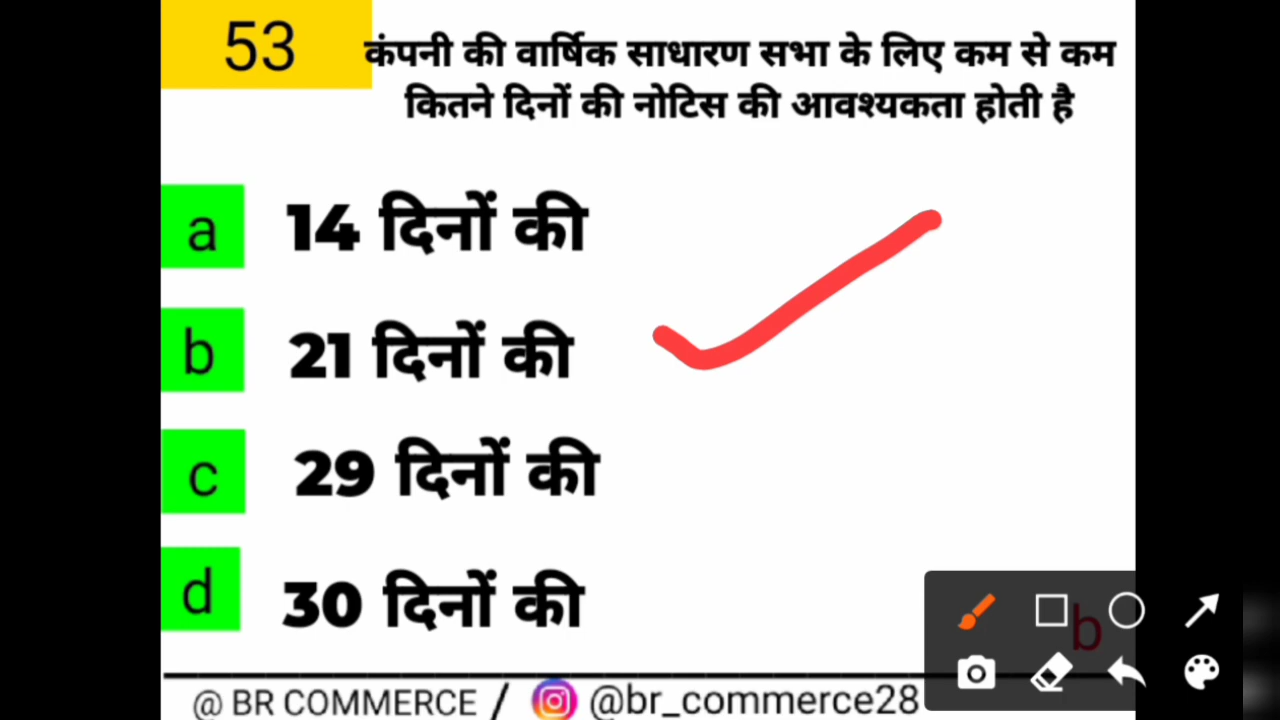 53
कंपनी की वार्षिक साधारण सभा के लिए कम से कम
कितने दिनों की नोटिस की आवश्यकता होती है
a 14 दिनों की
b 21 दिनों की
c 29 दिनों की
d 30 दिनों की
b
@ BR COMMERCE / @br_commerce28